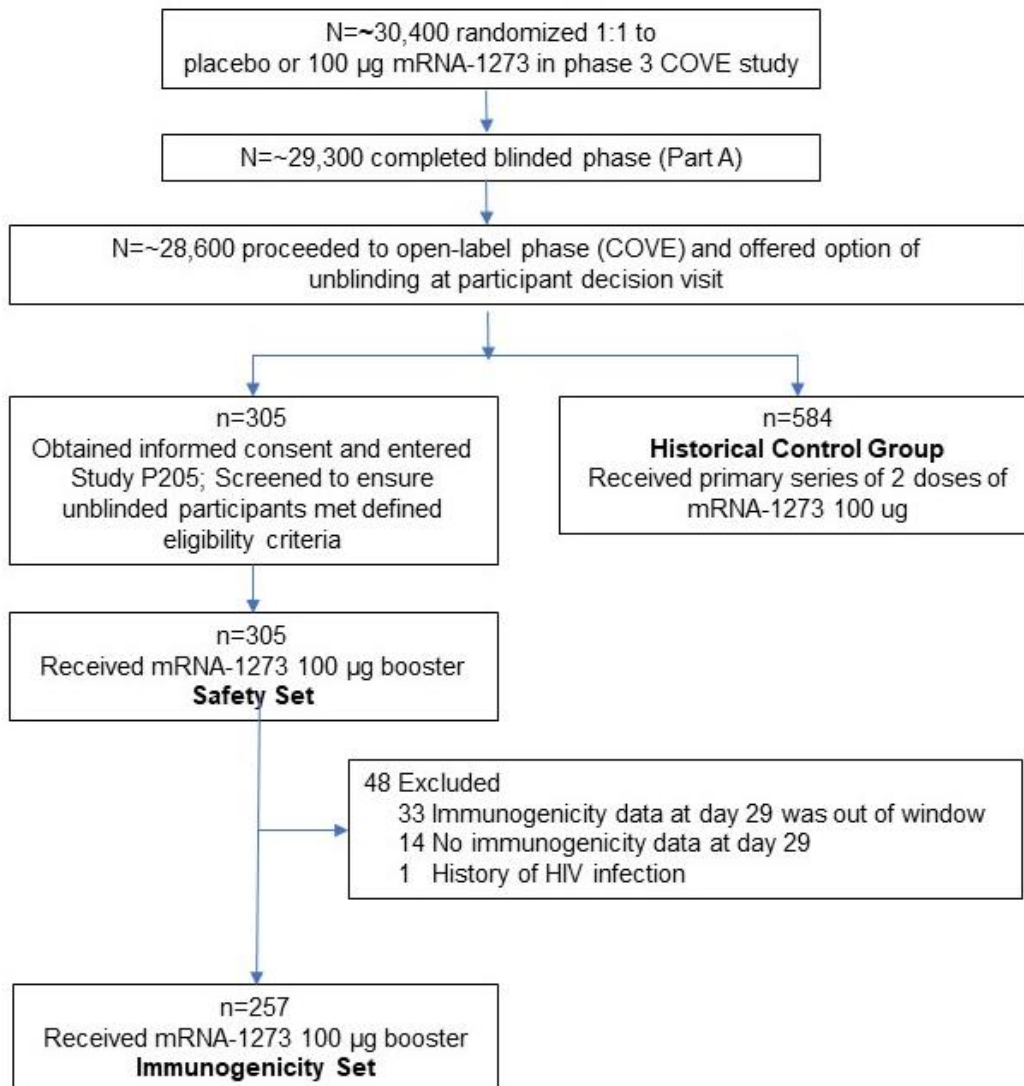 N=~30,400 randomized 1:1 to
placebo or 100 µg mRNA-1273 in phase 3 COVE study
N=~29,300 completed blinded phase (Part A)
N=~28,600 proceeded to open-label phase (COVE) and offered option of
unblinding at participant decision visit
n=305
Obtained informed consent and entered
Study P205; Screened to ensure
unblinded participants met defined
eligibility criteria
n=584
Historical Control Group
Received primary series of 2 doses of
mRNA-1273 100 ug
n=305
Received mRNA-1273 100 µg booster
Safety Set
48 Excluded
33 Immunogenicity data at day 29 was out of window
14 No immunogenicity data at day 29
1 History of HIV infection
n=257
Received mRNA-1273 100 µg booster
Immunogenicity Set